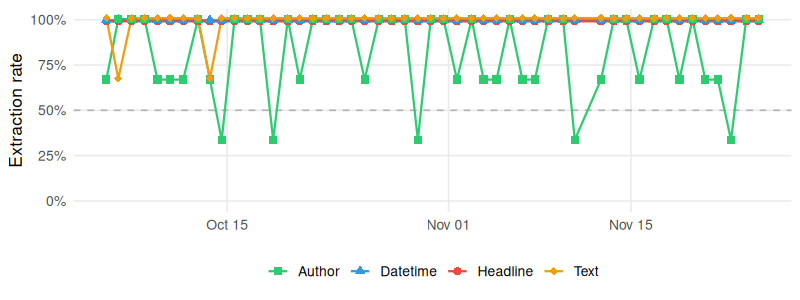 Extraction rate
100%
75%
50%
25%
0%
Oct 15 Nov 01 Nov 15
Author Datetime Headline Text